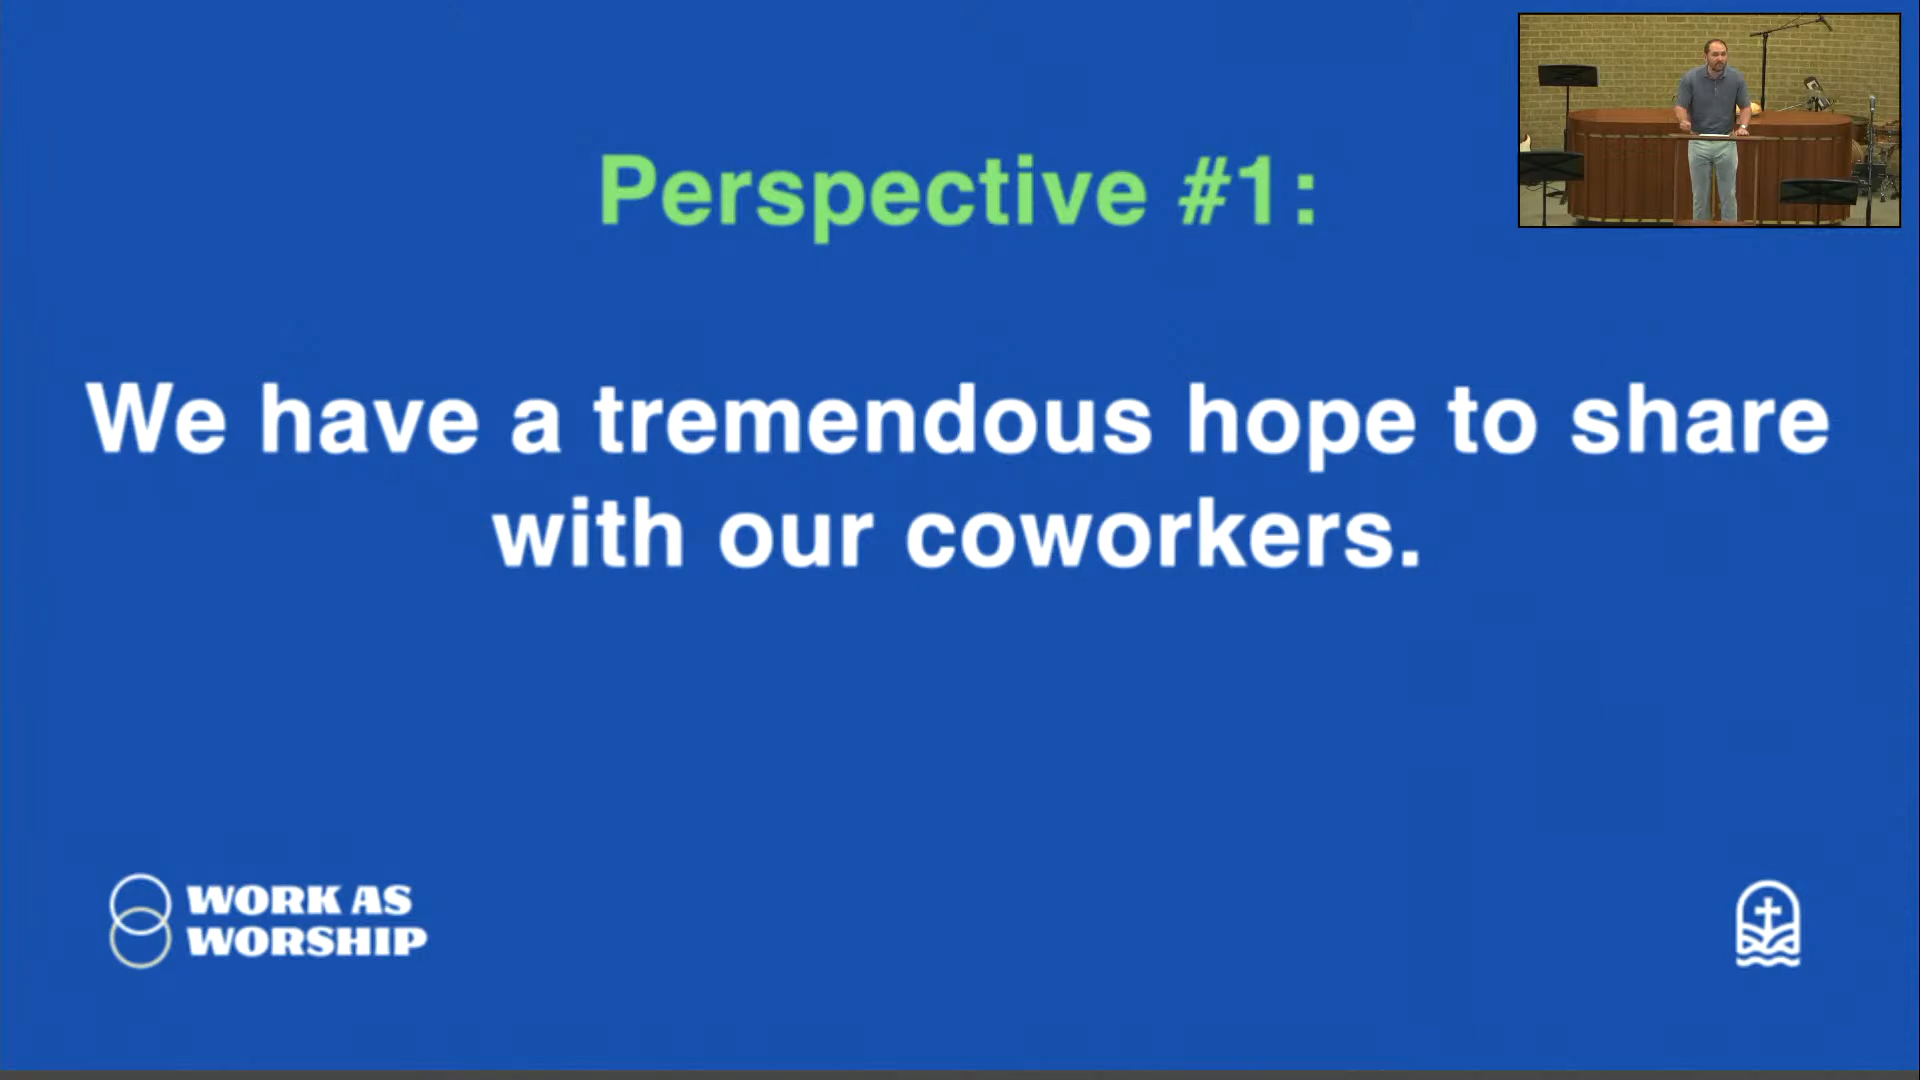 Perspective #1:
We have a tremendous hope to share
with our coworkers.
WORK AS
WORSHIP